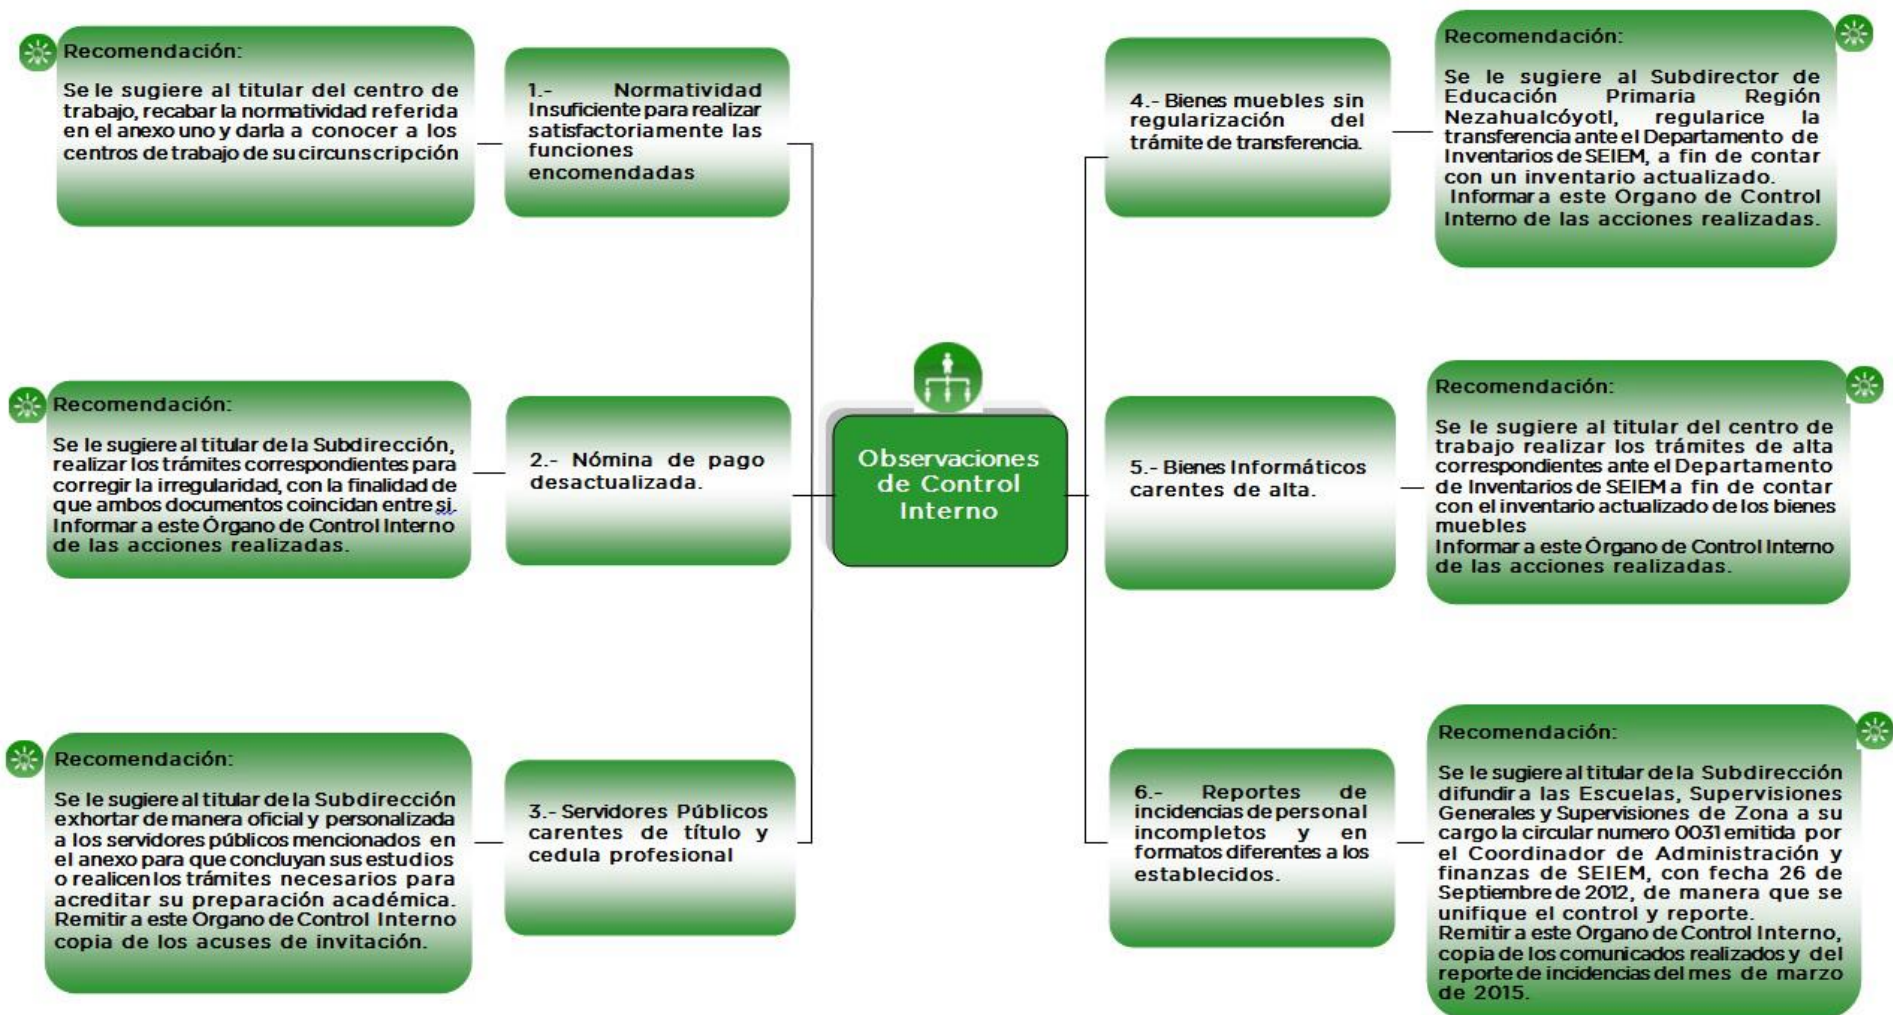 Recomendación:
Se le sugiere al titular del centro de
trabajo, recabar la normatividad referida
en el anexo uno y darla a conocer a los
centros de trabajo de su circunscripción
1.- Normatividad
Insuficiente para realizar
satisfactoriamente las
funciones
encomendadas
Recomendación:
Se le sugiere al titular de la Subdirección,
realizar los trámites correspondientes para
corregir la irregularidad, con la finalidad de
que ambos documentos coincidan entre si.
Informar a este Órgano de Control Interno
de las acciones realizadas.
2.- Nómina de pago
desactualizada.
Recomendación:
Se le sugiere al titular de la Subdirección
exhortar de manera oficial y personalizada
a los servidores públicos mencionados en
el anexo para que concluyan sus estudios
o realicen los trámites necesarios para
acreditar su preparación académica.
Remitir a este Organo de Control Interno
copia de los acuses de invitación.
3.- Servidores Públicos
carentes de título y
cedula profesional
Observaciones
de Control
Interno
4.- Bienes muebles sin
regularización del
trámite de transferencia.
Recomendación:
Se le sugiere al Subdirector de
Educación Primaria Región
Nezahualcóyotl, regularice la
transferencia ante el Departamento de
Inventarios de SEIEM, a fin de contar
con un inventario actualizado.
Informar a este Organo de Control
Interno de las acciones realizadas.
5.- Bienes Informáticos
carentes de alta.
Recomendación:
Se le sugiere al titular del centro de
trabajo realizar los trámites de alta
correspondientes ante el Departamento
de Inventarios de SEIEM a fin de contar
con el inventario actualizado de los bienes
muebles
Informar a este Órgano de Control Interno
de las acciones realizadas.
6.- Reportes de
incidencias de personal
incompletos y en
formatos diferentes a los
establecidos.
Recomendación:
Se le sugiere al titular de la Subdirección
difundir a las Escuelas, Supervisiones
Generales y Supervisiones de Zona a su
cargo la circular numero 0031 emitida por
el Coordinador de Administración y
finanzas de SEIEM, con fecha 26 de
Septiembre de 2012, de manera que se
unifique el control y reporte.
Remitir a este Organo de Control Interno,
copia de los comunicados realizados y del
reporte de incidencias del mes de marzo
de 2015.